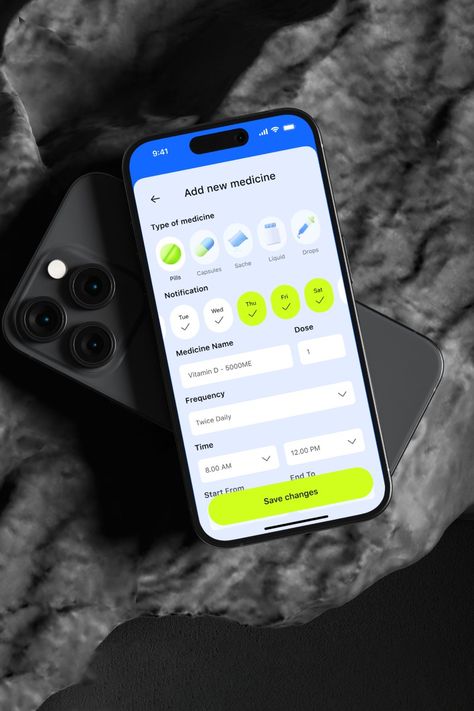 9:41
Add new medicine
Type of medicine
Pills Capsules Sache Liquid Drops
Notification
Tue Wed Thu Fri Sat
Medicine Name Dose
Vitamin D - 5000ME 1
Frequency
Twice Daily
Time
8.00 AM 12.00 PM
Start From End To
Save changes